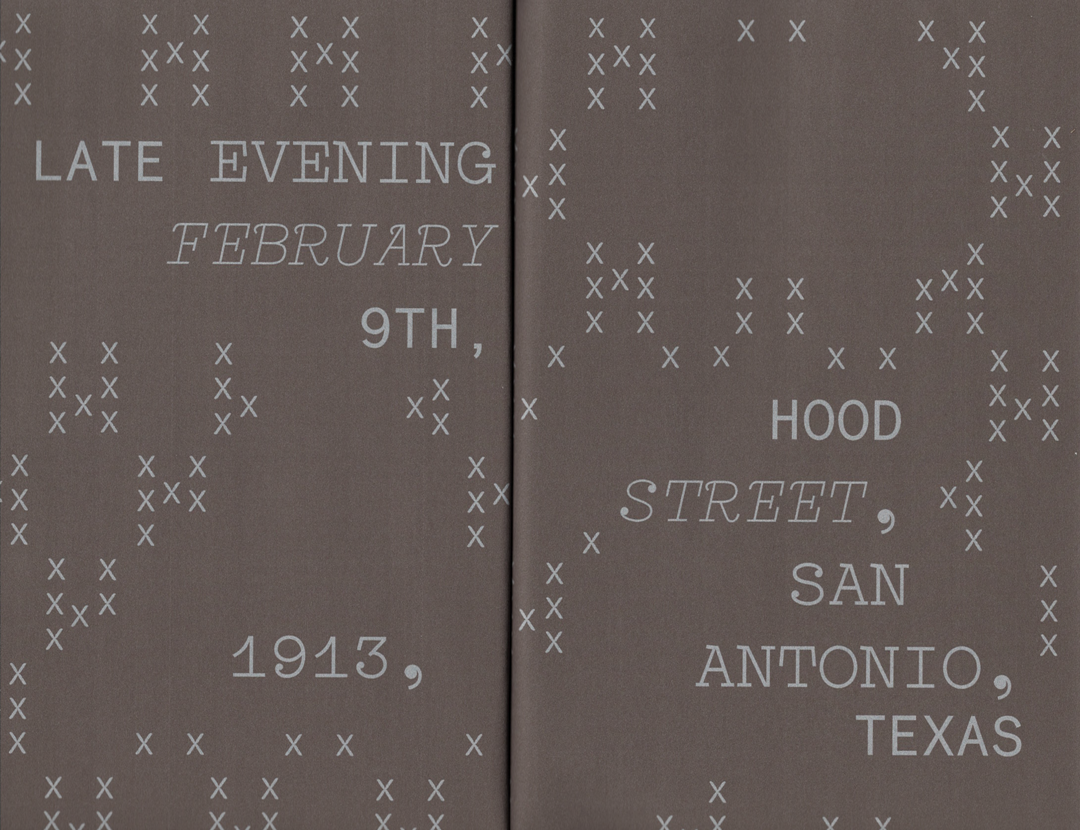 LATE EVENING
FEBRUARY
9TH,
1913,
HOOD
STREET,
SAN
ANTONIO,
TEXAS